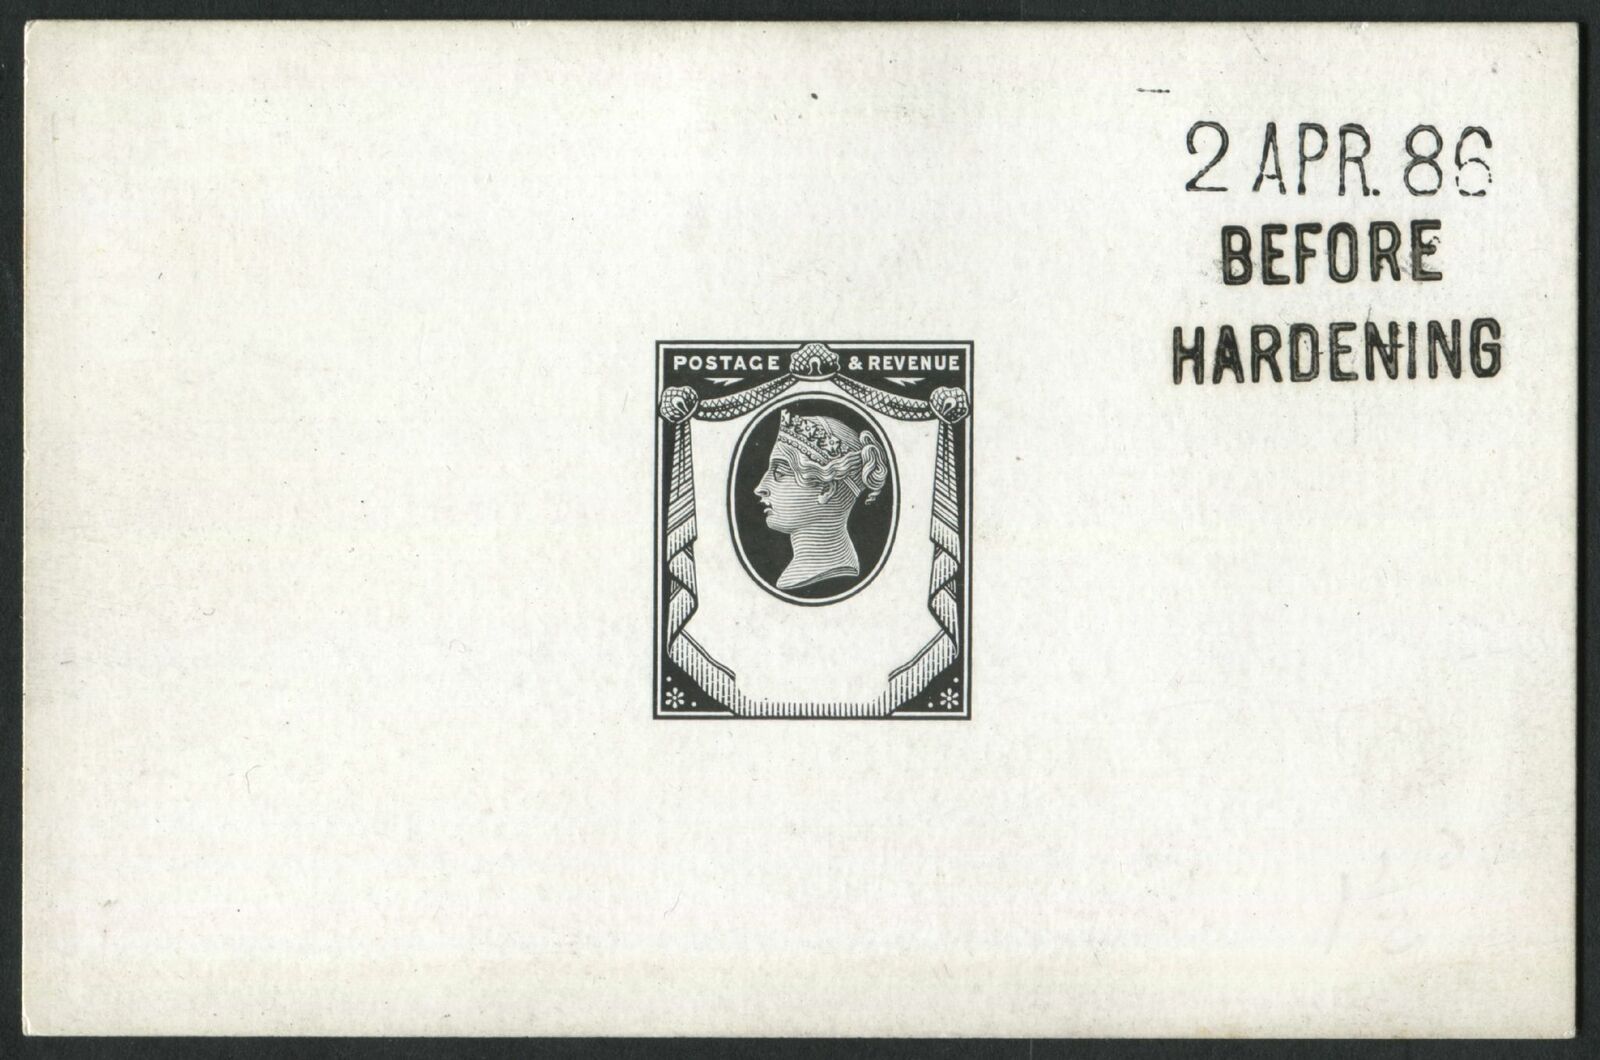 2 APR. 86
BEFORE
HARDENING
POSTAGE & REVENUE